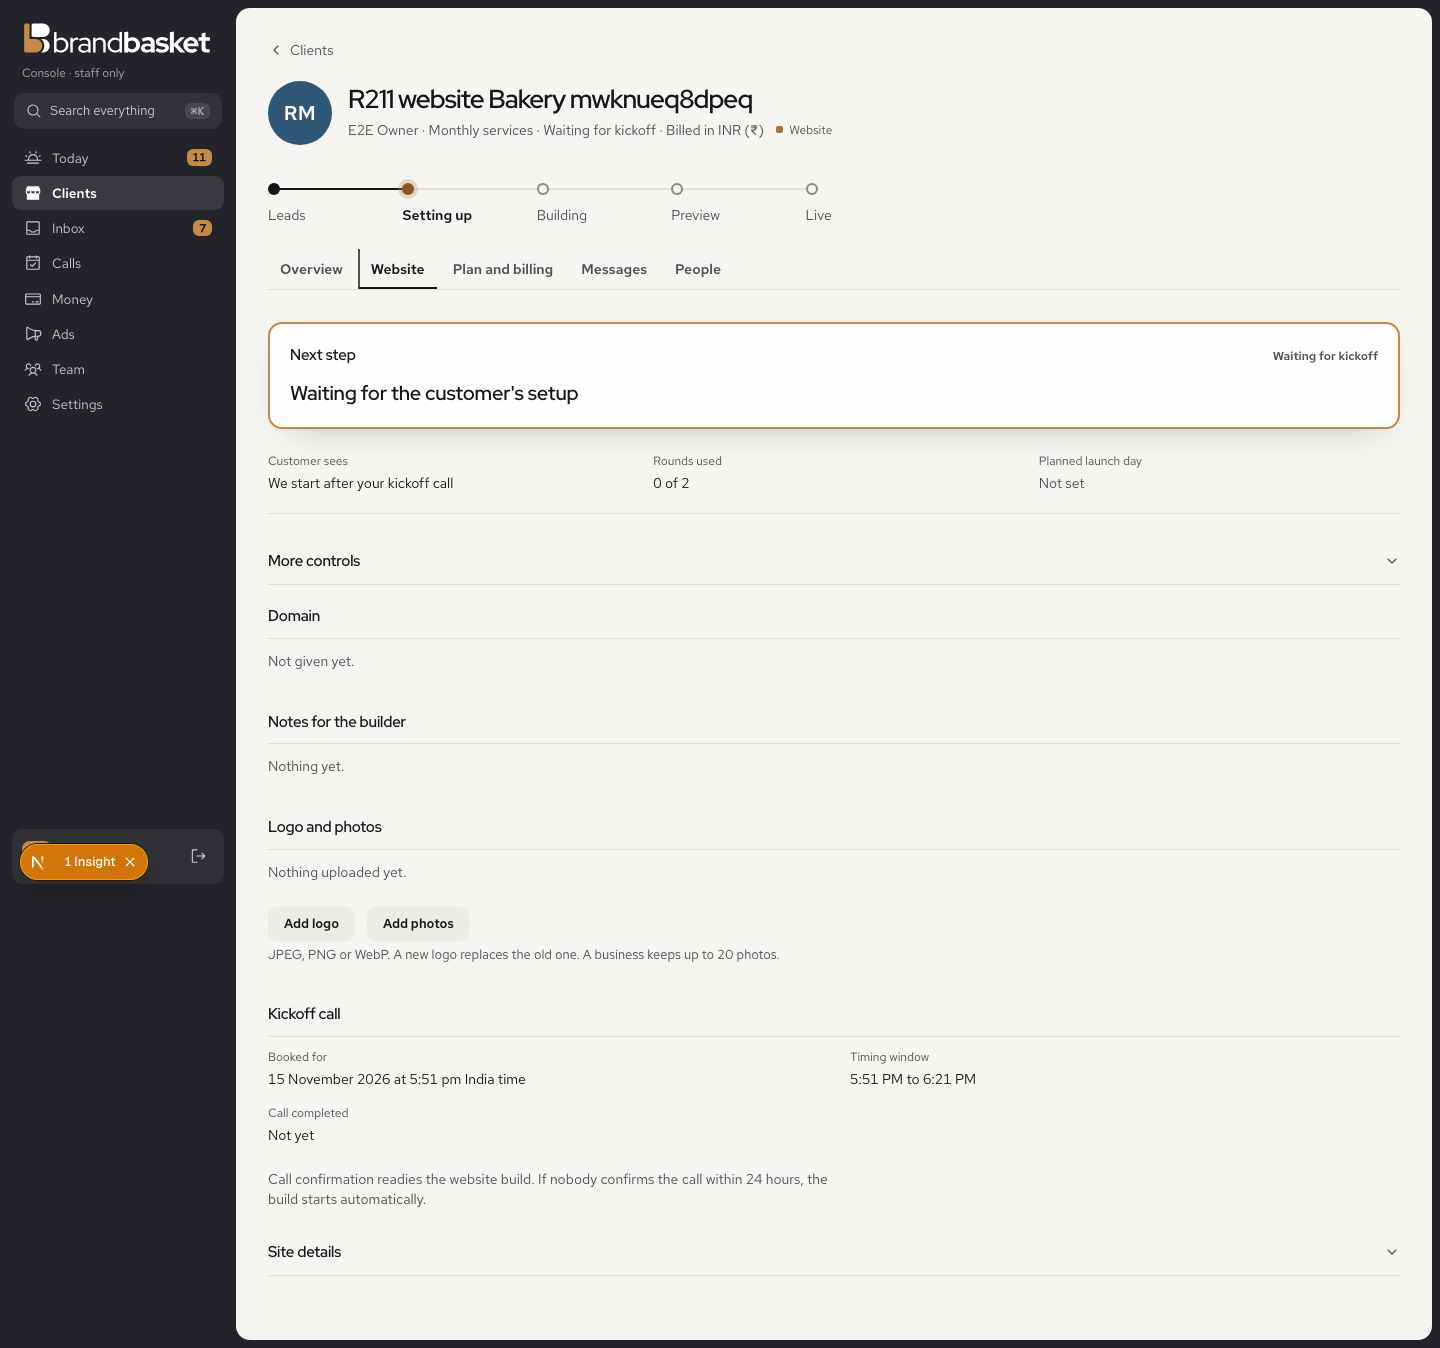 brandbasket
Console · staff only
Search everything ⌘K
Today 11
Clients
Inbox 7
Calls
Money
Ads
Team
Settings
1 Insight
Clients
RM
R211 website Bakery mwknueq8dpeq
E2E Owner · Monthly services · Waiting for kickoff · Billed in INR (₹) Website
Leads Setting up Building Preview Live
Overview Website Plan and billing Messages People
Next step Waiting for kickoff
Waiting for the customer's setup
Customer sees Rounds used Planned launch day
We start after your kickoff call 0 of 2 Not set
More controls
Domain
Not given yet.
Notes for the builder
Nothing yet.
Logo and photos
Nothing uploaded yet.
Add logo Add photos
JPEG, PNG or WebP. A new logo replaces the old one. A business keeps up to 20 photos.
Kickoff call
Booked for Timing window
15 November 2026 at 5:51 pm India time 5:51 PM to 6:21 PM
Call completed
Not yet
Call confirmation readies the website build. If nobody confirms the call within 24 hours, the
build starts automatically.
Site details